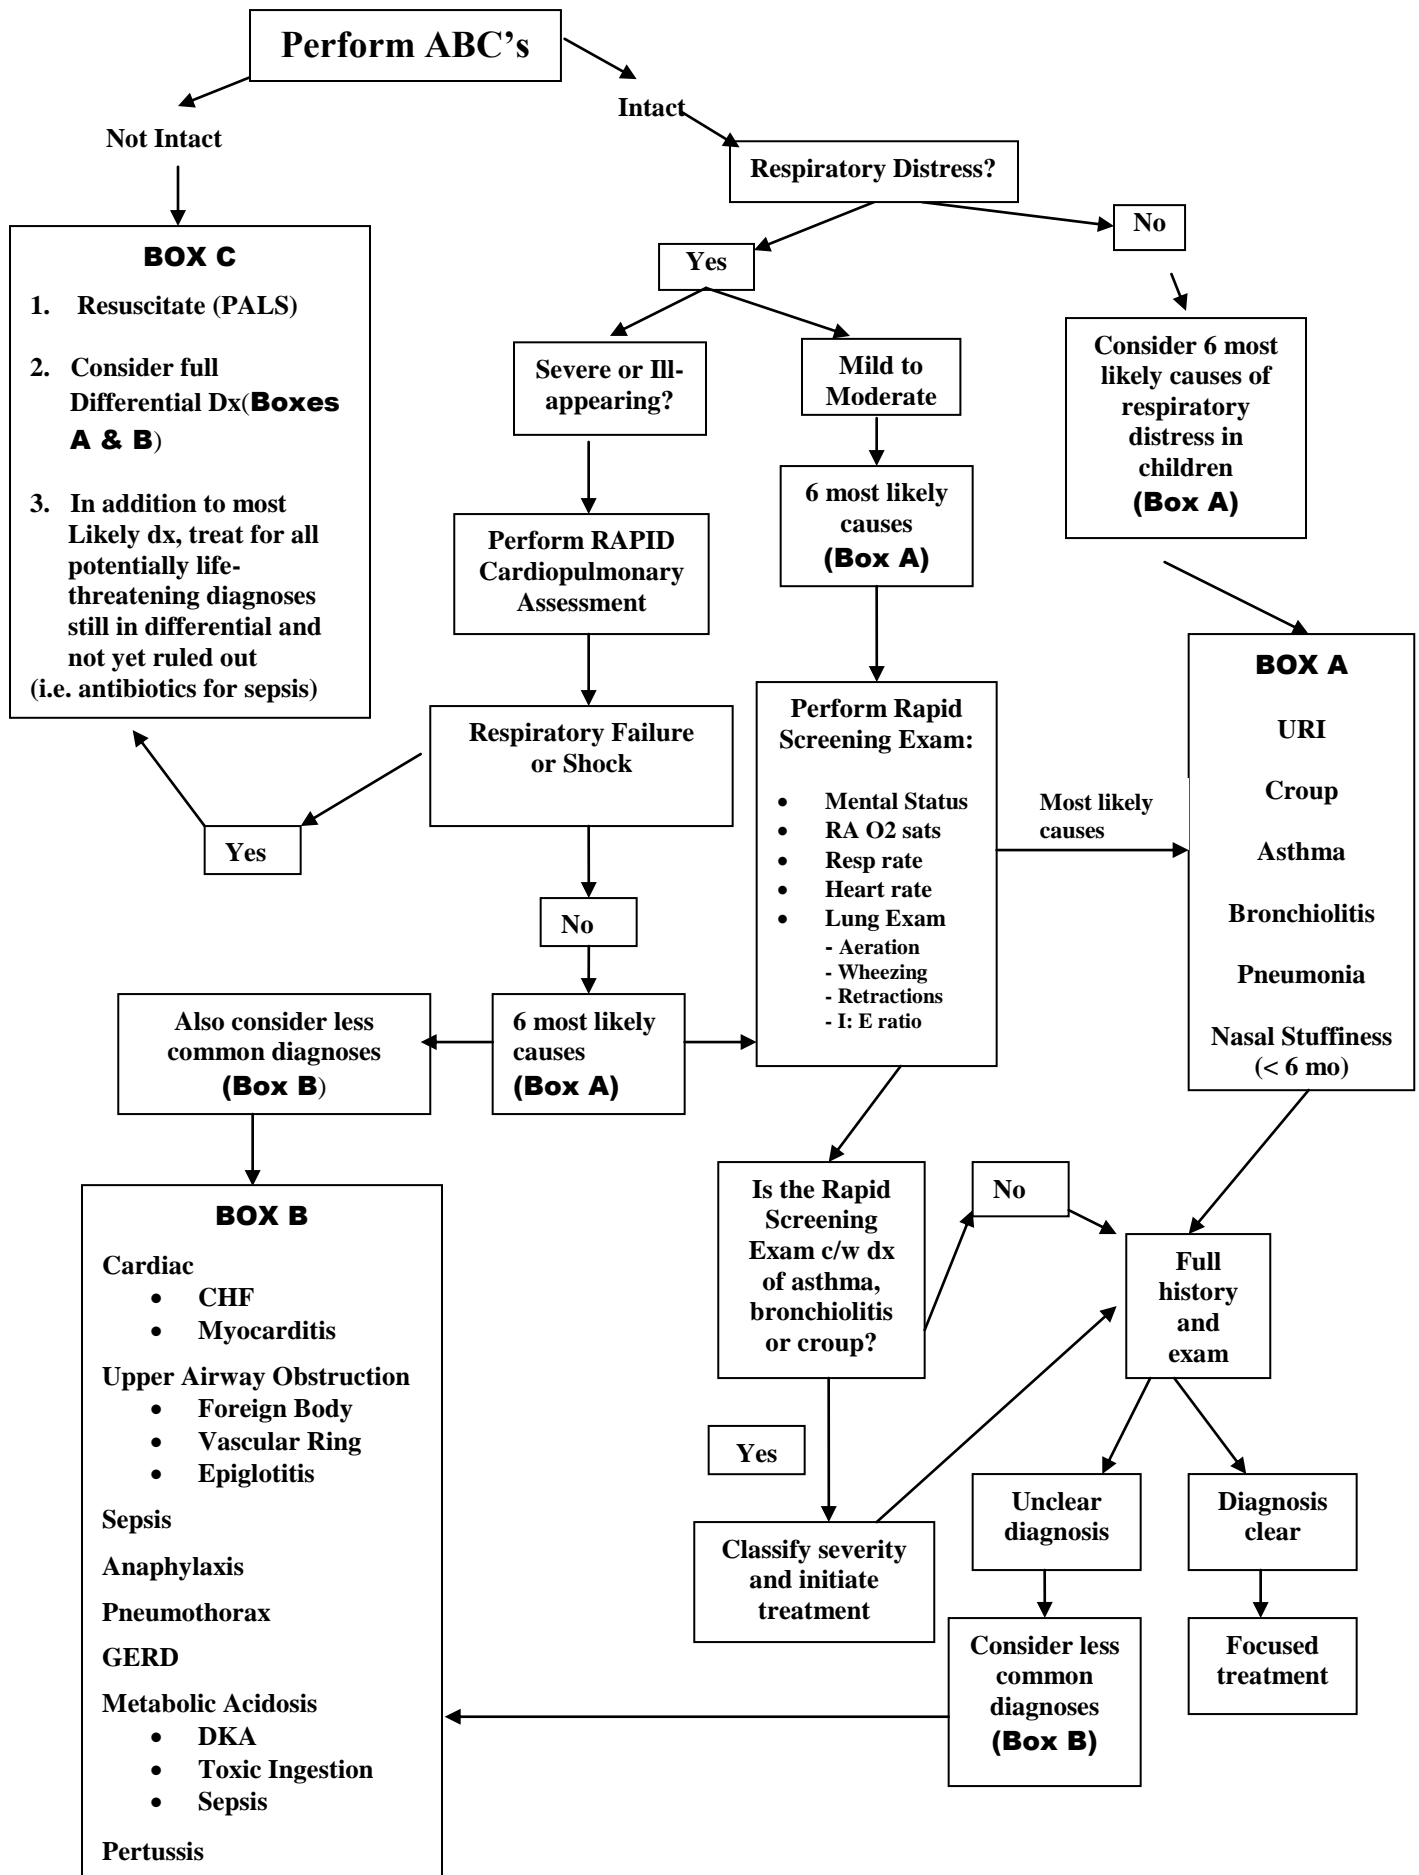 Perform ABC’s
Not Intact
Intact
Respiratory Distress?
Yes
No
BOX C
1. Resuscitate (PALS)
2. Consider full
Differential Dx(Boxes
A & B)
3. In addition to most
Likely dx, treat for all
potentially life-
threatening diagnoses
still in differential and
not yet ruled out
(i.e. antibiotics for sepsis)
Severe or Ill-
appearing?
Mild to
Moderate
Consider 6 most
likely causes of
respiratory
distress in
children
(Box A)
6 most likely
causes
(Box A)
Perform RAPID
Cardiopulmonary
Assessment
Respiratory Failure
or Shock
Yes
No
Perform Rapid
Screening Exam:
• Mental Status
• RA O2 sats
• Resp rate
• Heart rate
• Lung Exam
- Aeration
- Wheezing
- Retractions
- I: E ratio
Most likely
causes
BOX A
URI
Croup
Asthma
Bronchiolitis
Pneumonia
Nasal Stuffiness
(< 6 mo)
Also consider less
common diagnoses
(Box B)
6 most likely
causes
(Box A)
BOX B
Cardiac
• CHF
• Myocarditis
Upper Airway Obstruction
• Foreign Body
• Vascular Ring
• Epiglotitis
Sepsis
Anaphylaxis
Pneumothorax
GERD
Metabolic Acidosis
• DKA
• Toxic Ingestion
• Sepsis
Pertussis
Is the Rapid
Screening
Exam c/w dx
of asthma,
bronchiolitis
or croup?
No
Yes
Full
history
and
exam
Classify severity
and initiate
treatment
Unclear
diagnosis
Diagnosis
clear
Consider less
common
diagnoses
(Box B)
Focused
treatment